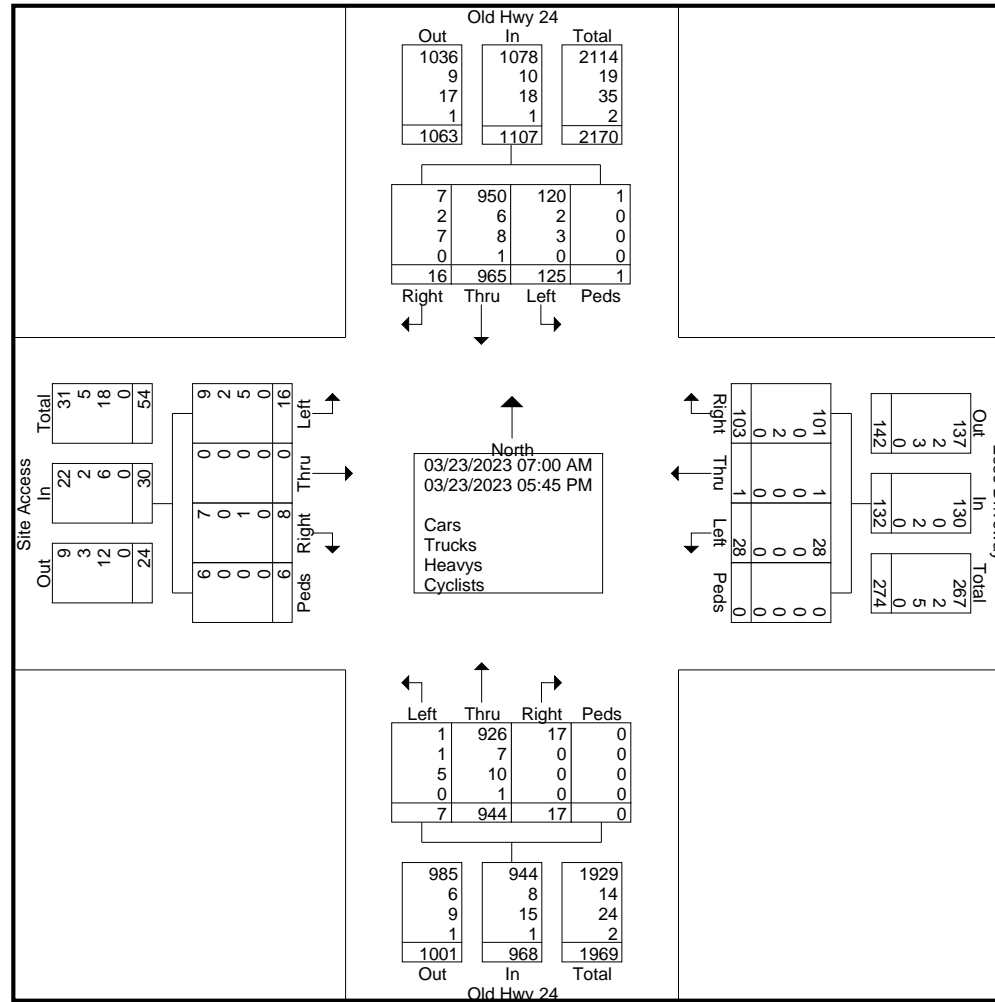 Old Hwy 24
Out In Total
1036 1078 2114
9 10 19
17 18 35
1 1 2
1063 1107 2170
7 950 120 1
2 6 2 0
7 8 3 0
0 1 0 0
16 965 125 1
Right Thru Left Peds
Site Access
Total In Out
31 22 9
5 2 3
18 6 12
0 0 0
54 30 24
9 0 7 6
2 0 0 0
5 0 1 0
0 0 0 0
16 0 8 6
Left Thru Right Peds
North
03/23/2023 07:00 AM
03/23/2023 05:45 PM
Cars
Trucks
Heavys
Cyclists
Right Thru Left Peds
101 1 28 0
0 0 0 0
2 0 0 0
0 0 0 0
103 1 28 0
Out In Total
137 130 267
2 0 2
3 2 5
0 0 0
142 132 274
Left Thru Right Peds
1 926 17 0
1 7 0 0
5 10 0 0
0 1 0 0
7 944 17 0
985 944 1929
6 8 14
9 15 24
1 1 2
1001 968 1969
Out In Total
Old Hwy 24